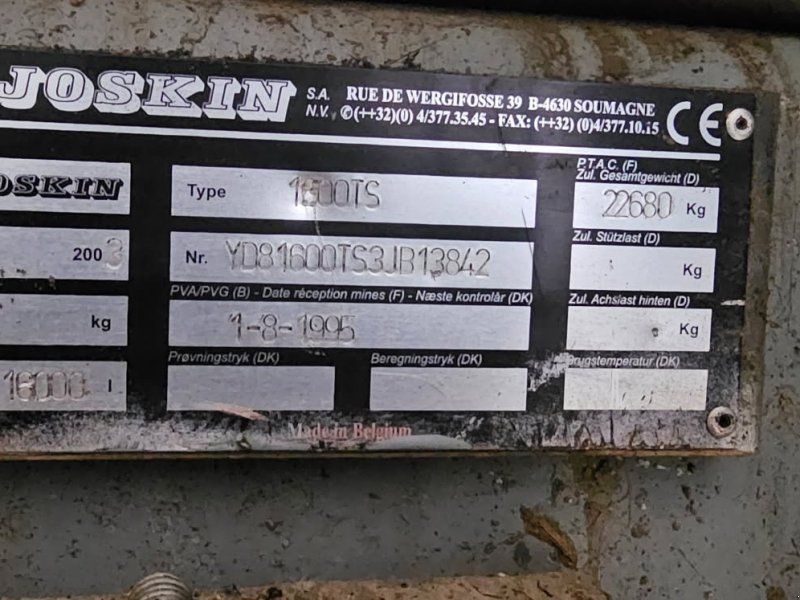 JOSKIN S.A. N.V. RUE DE WERGIFOSSE 39 B-4630 SOUMAGNE
✆(++32)(0) 4/377.35.45 - FAX: (++32) (0)4/377.10.15 CE
P.T.A.C. (F)
Zul. Gesamtgewicht (D)
JOSKIN Type 1600TS 22680 Kg
Zul. Stützlast (D)
2003 Nr. YD81600TS3JB13842 Kg
PVA/PVG (B) - Date réception mines (F) - Næste kontrolår (DK) Zul. Achslast hinten (D)
kg 1-8-1995 Kg
Prøvningstryk (DK) Beregningstryk (DK) Brugstemperatur (DK)
16000 l
Made in Belgium